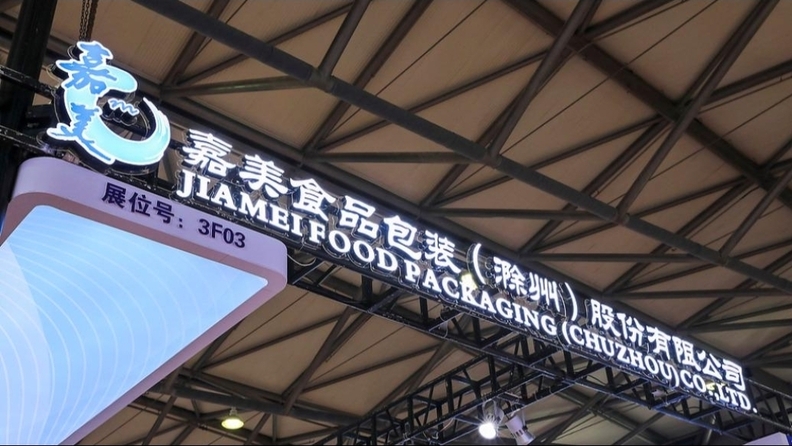 嘉美
嘉美食品包装（滁州）股份有限公司
JIAMEI FOOD PACKAGING (CHUZHOU) CO., LTD.
展位号：3F03